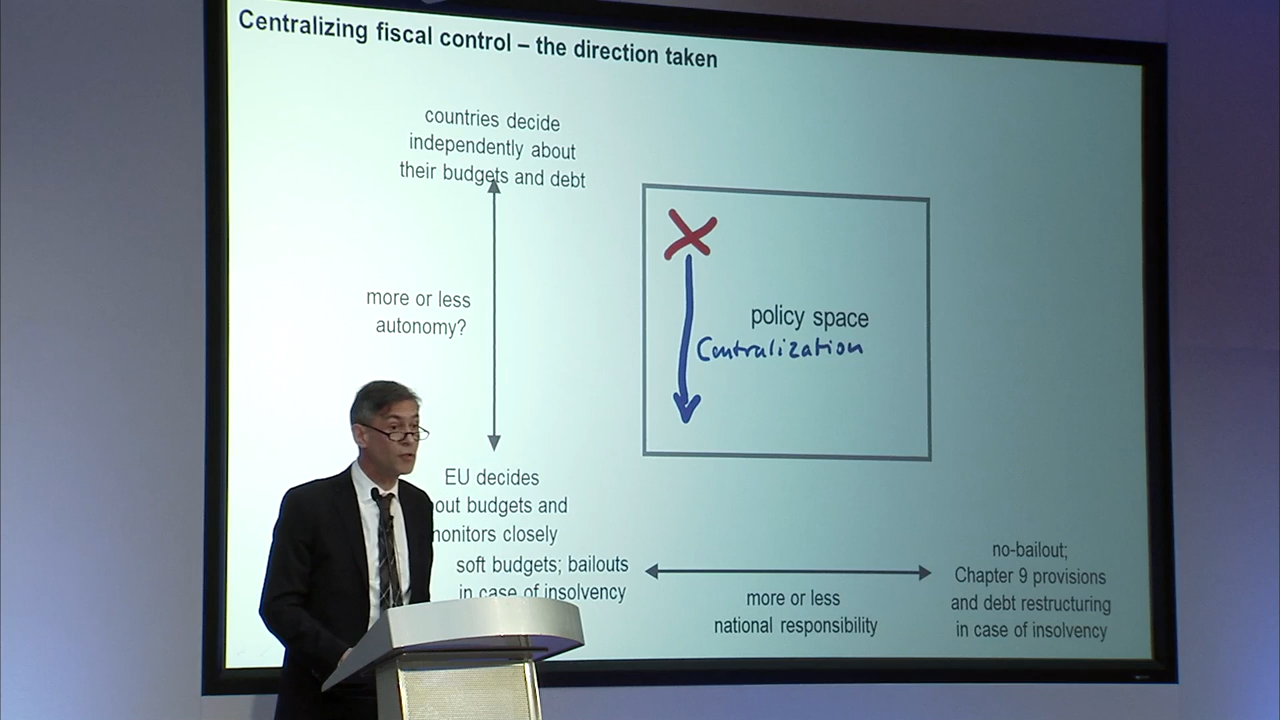 Centralizing fiscal control – the direction taken
countries decide
independently about
their budgets and debt
more or less
autonomy?
policy space
Centralization
EU decides
out budgets and
onitors closely
soft budgets; bailouts
in case of insolvency
more or less
national responsibility
no-bailout;
Chapter 9 provisions
and debt restructuring
in case of insolvency